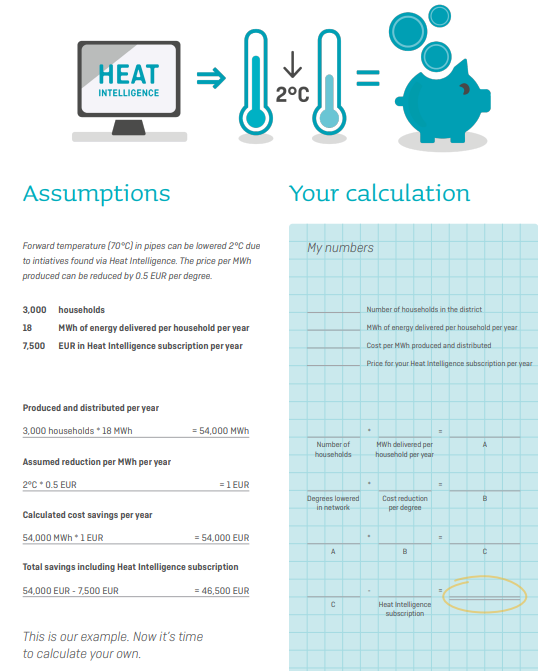 HEAT
INTELLIGENCE
2°C
Assumptions
Forward temperature (70°C) in pipes can be lowered 2°C due
to intiatives found via Heat Intelligence. The price per MWh
produced can be reduced by 0.5 EUR per degree.
3,000 households
18 MWh of energy delivered per household per year
7,500 EUR in Heat Intelligence subscription per year
Produced and distributed per year
3,000 households * 18 MWh = 54,000 MWh
Assumed reduction per MWh per year
2°C * 0.5 EUR = 1 EUR
Calculated cost savings per year
54,000 MWh * 1 EUR = 54,000 EUR
Total savings including Heat Intelligence subscription
54,000 EUR - 7,500 EUR = 46,500 EUR
This is our example. Now it's time
to calculate your own.
Your calculation
My numbers
Number of households in the district
MWh of energy delivered per household per year
Cost per MWh produced and distributed
Price for your Heat Intelligence subscription per year
* =
Number of MWh delivered per A
households household per year
* =
Degrees lowered Cost reduction B
in network per degree
* =
A B C
- =
C Heat Intelligence
subscription